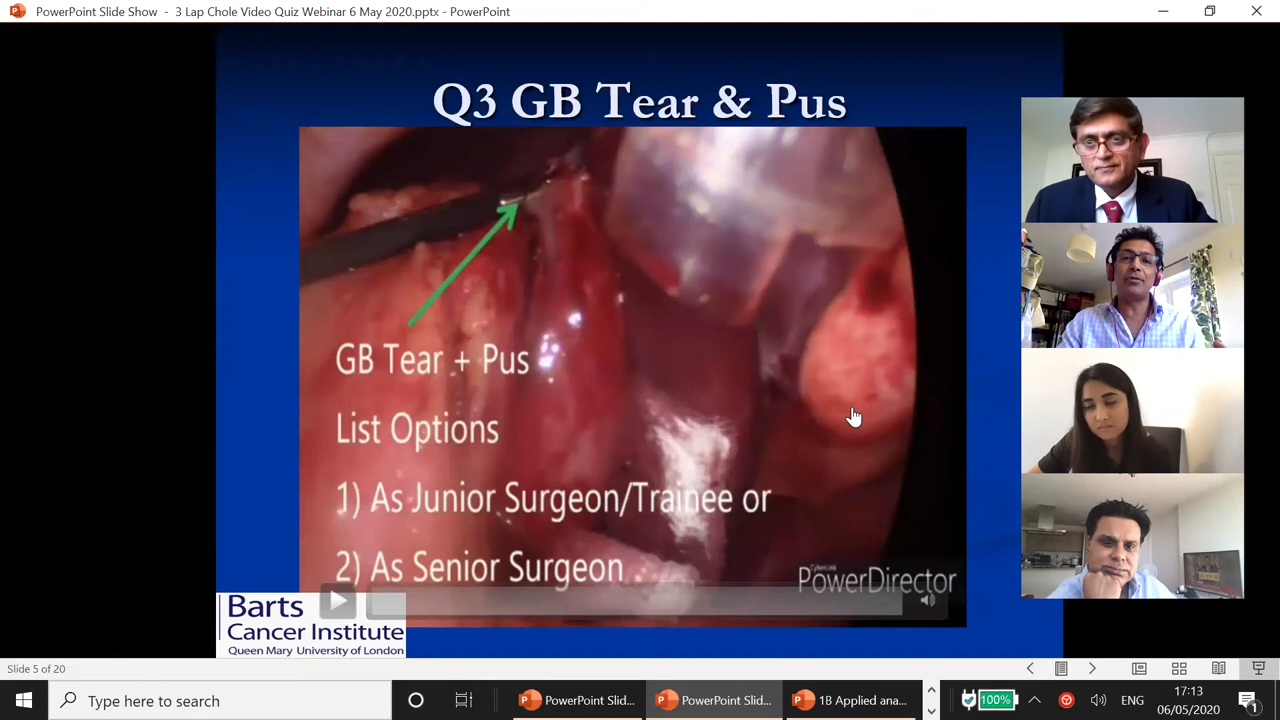 PowerPoint Slide Show - 3 Lap Chole Video Quiz Webinar 6 May 2020.pptx - PowerPoint
Q3 GB Tear & Pus
GB Tear + Pus
List Options
1) As Junior Surgeon/Trainee or
2) As Senior Surgeon
CyberLink
PowerDirector
Barts
Cancer Institute
Queen Mary University of London
Slide 5 of 20
Type here to search
PowerPoint Slid...
PowerPoint Slid...
1B Applied ana...
100%
ENG
17:13
06/05/2020
1